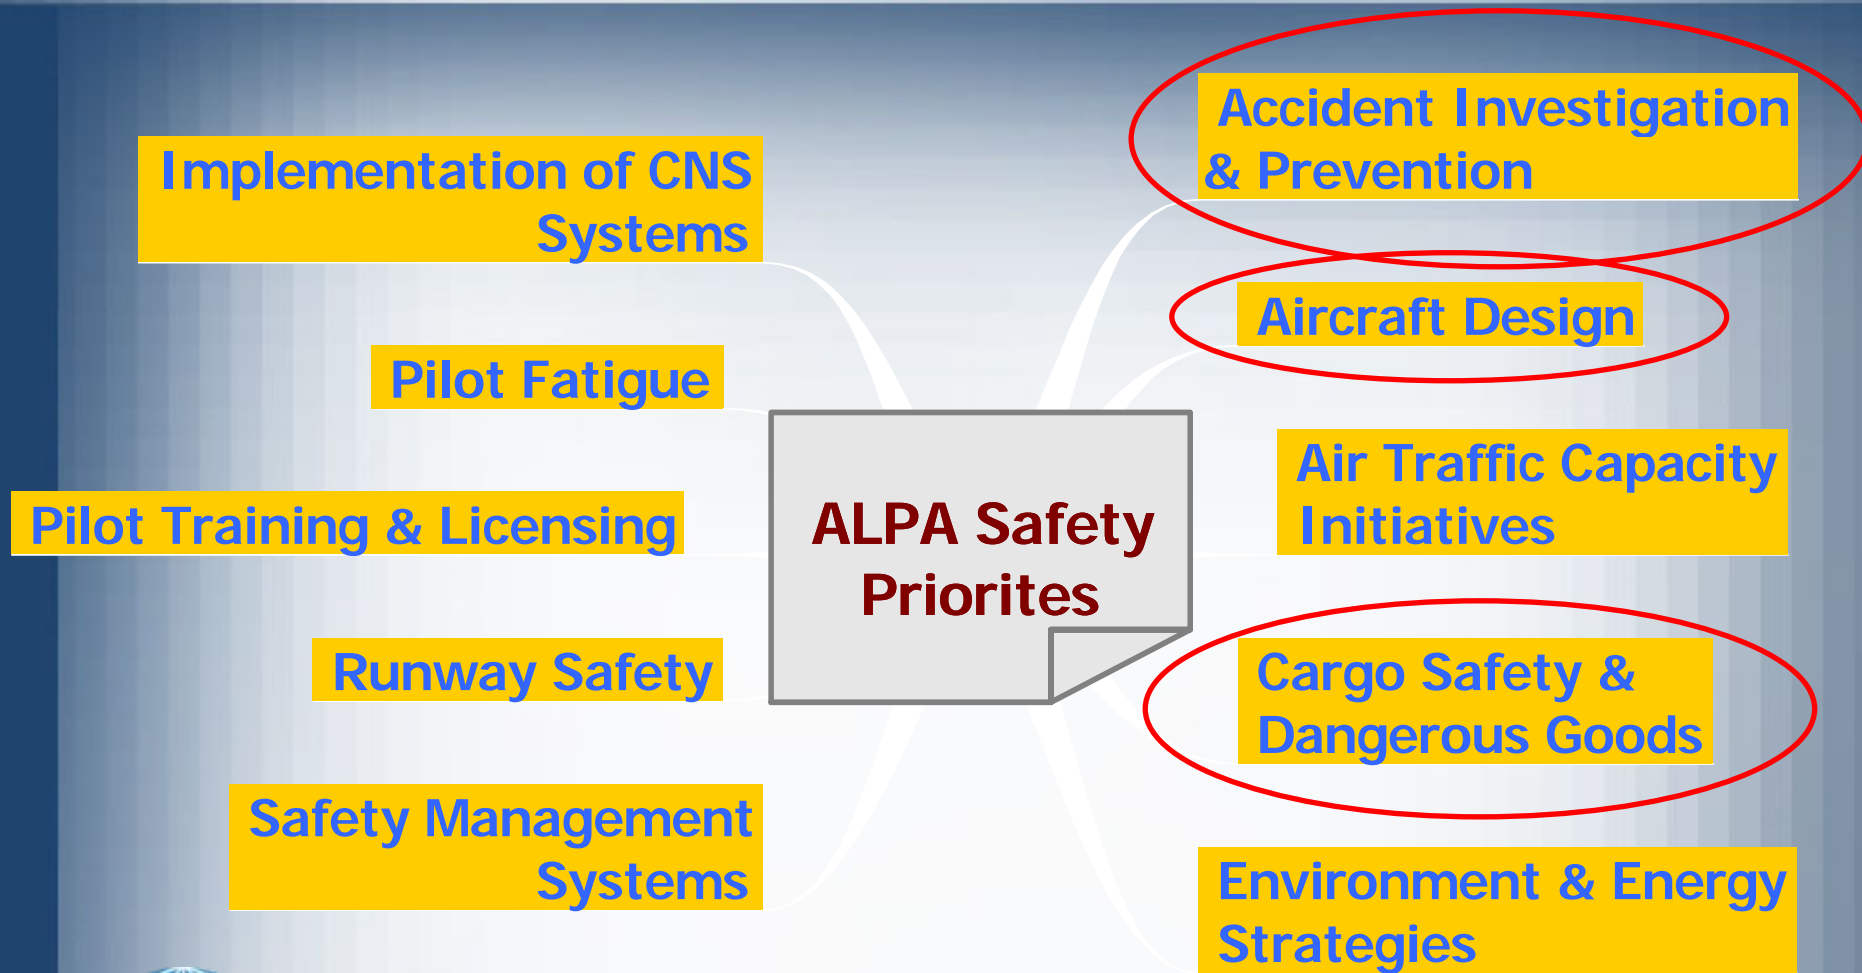 Implementation of CNS
Systems
Pilot Fatigue
Pilot Training & Licensing
Runway Safety
Safety Management
Systems
ALPA Safety
Priorites
Accident Investigation
& Prevention
Aircraft Design
Air Traffic Capacity
Initiatives
Cargo Safety &
Dangerous Goods
Environment & Energy
Strategies